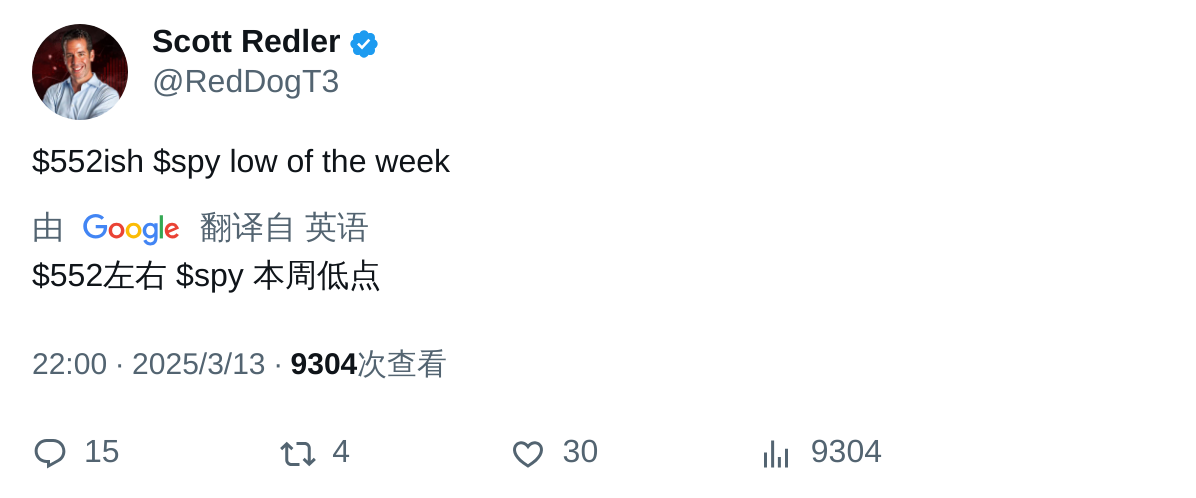 Scott Redler
@RedDogT3
$552ish $spy low of the week
由 Google 翻译自 英语
$552左右 $spy 本周低点
22:00 · 2025/3/13 · 9304次查看
15 4 30 9304